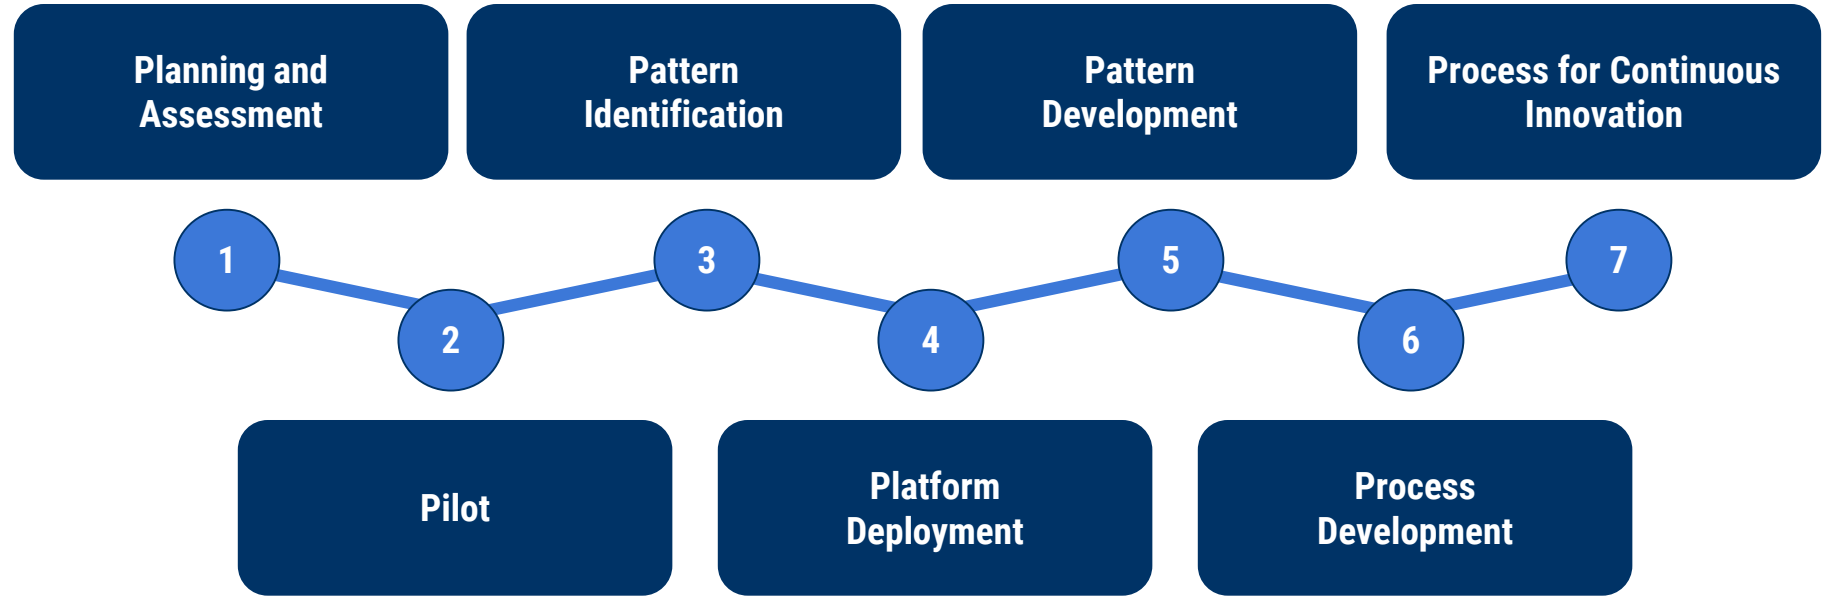 Planning and
Assessment
Pattern
Identification
Pattern
Development
Process for Continuous
Innovation
1
2
3
4
5
6
7
Pilot
Platform
Deployment
Process
Development